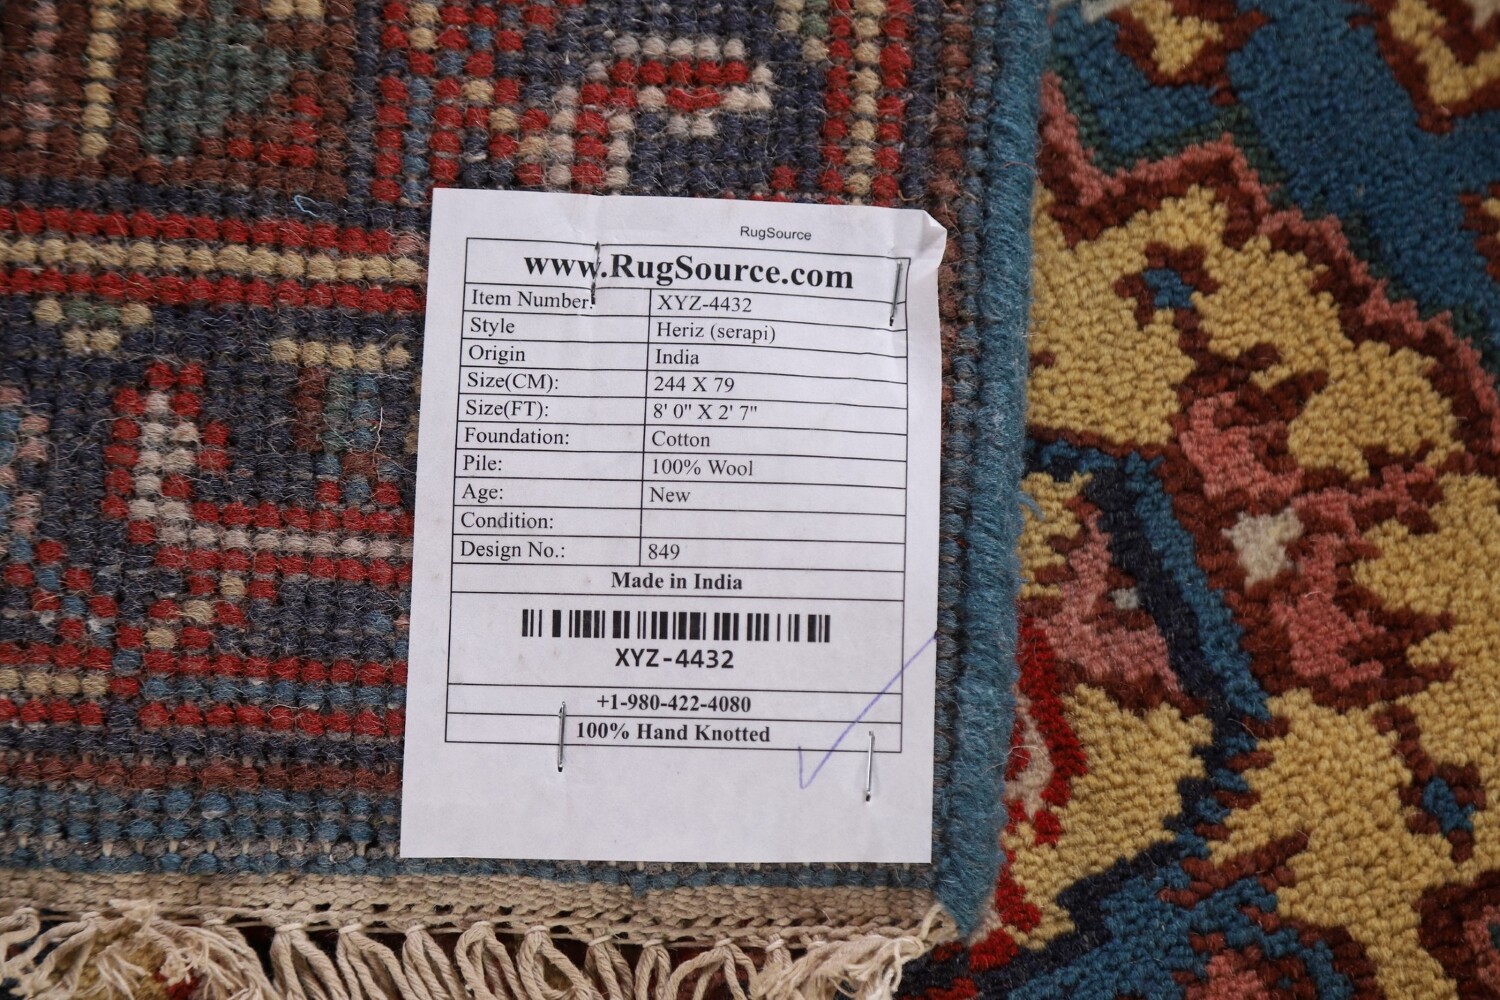 RugSource
www.RugSource.com
Item Number: XYZ-4432
Style Heriz (serapi)
Origin India
Size(CM): 244 X 79
Size(FT): 8' 0" X 2' 7"
Foundation: Cotton
Pile: 100% Wool
Age: New
Condition:
Design No.: 849
Made in India
XYZ-4432
+1-980-422-4080
100% Hand Knotted